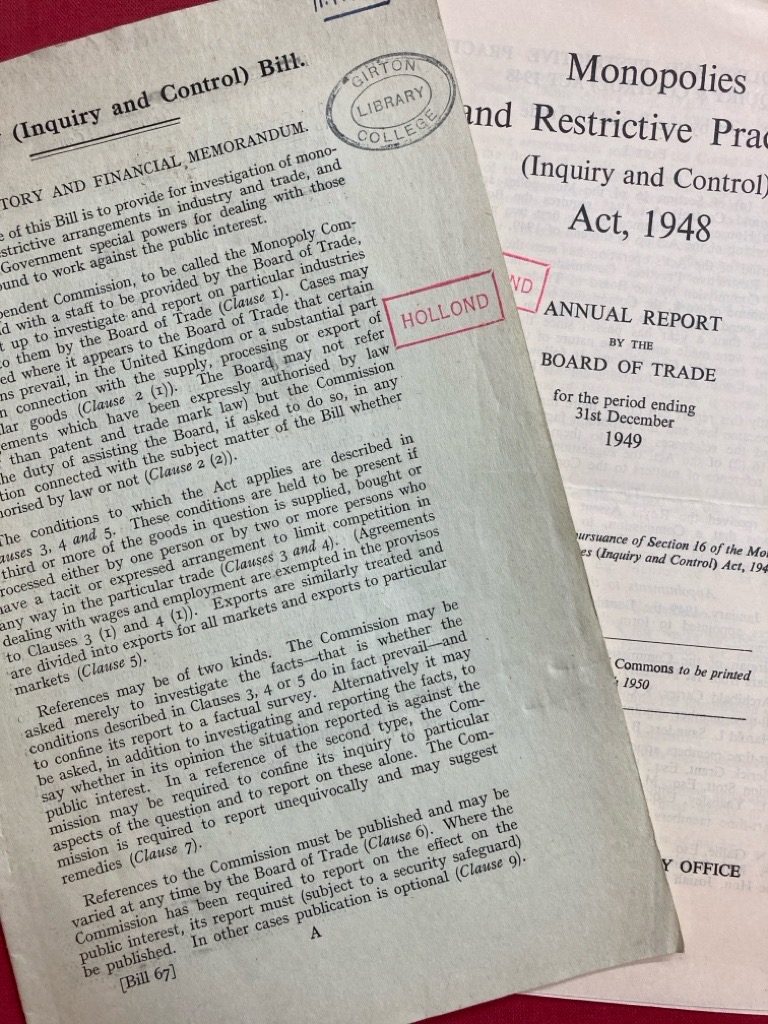 (Inquiry and Control) Bill.
GIRTON
LIBRARY
COLLEGE
TORY AND FINANCIAL MEMORANDUM.
e of this Bill is to provide for investigation of mono-
strictive arrangements in industry and trade, and
Government special powers for dealing with those
ound to work against the public interest.
pendent Commission, to be called the Monopoly Com-
d with a staff to be provided by the Board of Trade,
t up to investigate and report on particular industries
o them by the Board of Trade (Clause 1). Cases may
ed where it appears to the Board of Trade that certain
ns prevail, in the United Kingdom or a substantial part
n connection with the supply, processing or export of
lar goods (Clause 2 (1)). The Board may not refer
ements which have been expressly authorised by law
than patent and trade mark law) but the Commission
he duty of assisting the Board, if asked to do so, in any
tion connected with the subject matter of the Bill whether
horised by law or not (Clause 2 (2)).
HOLLOND
The conditions to which the Act applies are described in
auses 3, 4 and 5. These conditions are held to be present if
third or more of the goods in question is supplied, bought or
rocessed either by one person or by two or more persons who
have a tacit or expressed arrangement to limit competition in
any way in the particular trade (Clauses 3 and 4). (Agreements
dealing with wages and employment are exempted in the provisos
to Clauses 3 (1) and 4 (1)). Exports are similarly treated and
are divided into exports for all markets and exports to particular
markets (Clause 5).
References may be of two kinds. The Commission may be
asked merely to investigate the facts—that is whether the
conditions described in Clauses 3, 4 or 5 do in fact prevail—and
to confine its report to a factual survey. Alternatively it may
be asked, in addition to investigating and reporting the facts, to
say whether in its opinion the situation reported is against the
public interest. In a reference of the second type, the Com-
mission may be required to confine its inquiry to particular
aspects of the question and to report on these alone. The Com-
mission is required to report unequivocally and may suggest
remedies (Clause 7).
References to the Commission must be published and may be
varied at any time by the Board of Trade (Clause 6). Where the
Commission has been required to report on the effect on the
public interest, its report must (subject to a security safeguard)
be published. In other cases publication is optional (Clause 9).
A
[Bill 67]
Monopolies
and Restrictive Prac
(Inquiry and Control)
Act, 1948
ND
ANNUAL REPORT
BY THE
BOARD OF TRADE
for the period ending
31st December
1949
ursuance of Section 16 of the Mo
es (Inquiry and Control) Act, 194
Commons to be printed
1950
Y OFFICE